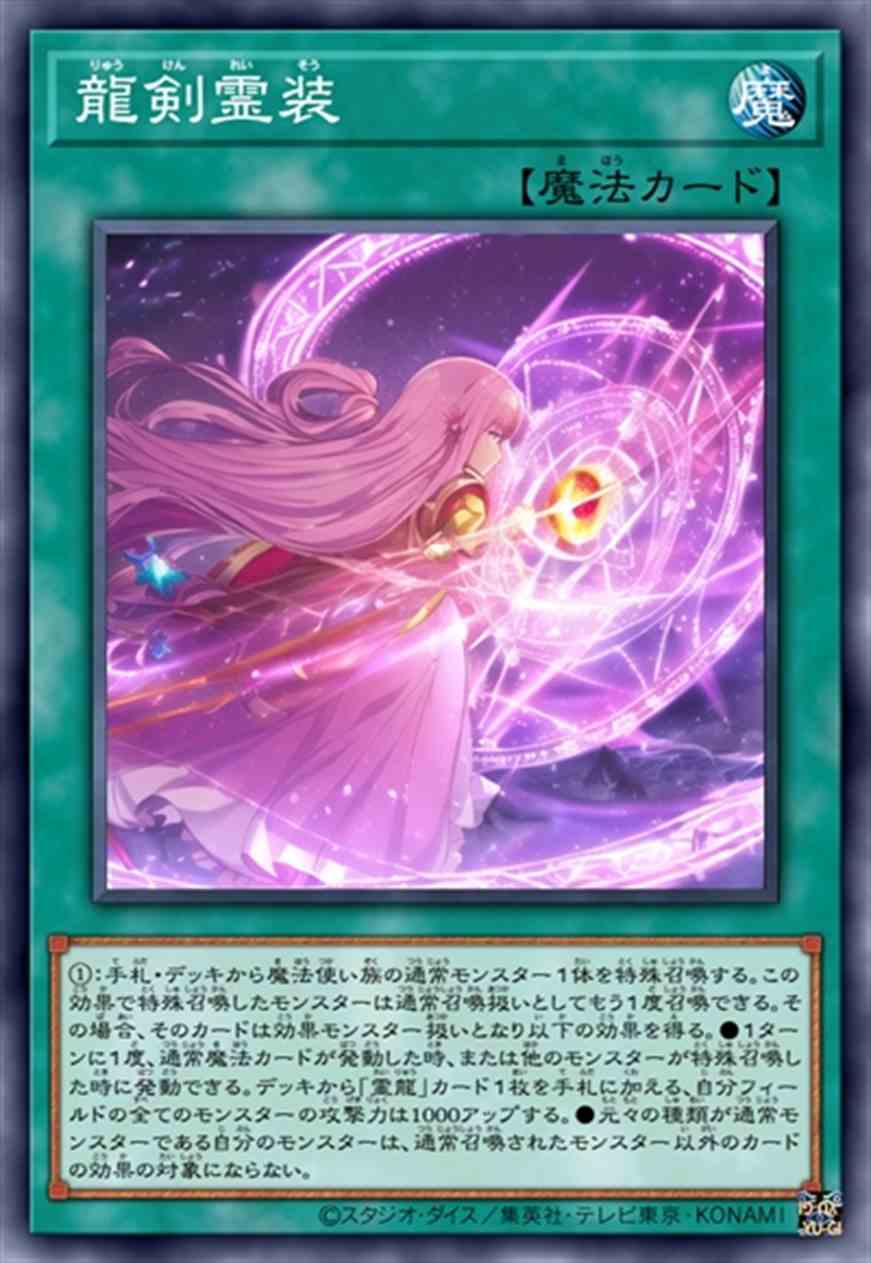 りゅう けん れい そう
龍剣霊装
魔
ま ほう
【魔法カード】
①:手札・デッキから魔法使い族の通常モンスター1体を特殊召喚する。この
効果で特殊召喚したモンスターは通常召喚扱いとしてもう1度召喚できる。そ
の場合、そのカードは効果モンスター扱いとなり以下の効果を得る。●1ター
ンに1度、通常魔法カードが発動した時、または他のモンスターが特殊召喚し
た時に発動できる。デッキから「霊龍」カード1枚を手札に加える、自分フィー
ルドの全てのモンスターの攻撃力は1000アップする。●元々の種類が通常モ
ンスターである自分のモンスターは、通常召喚されたモンスター以外のカード
の効果の対象にならない。
©スタジオ・ダイス/集英社・テレビ東京・KONAMI